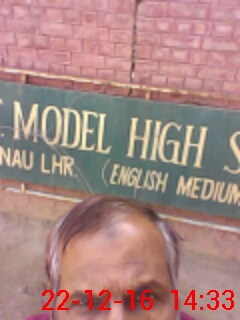 . MODEL HIGH S
NAU LHR. (ENGLISH MEDIUM
22-12-16 14:33